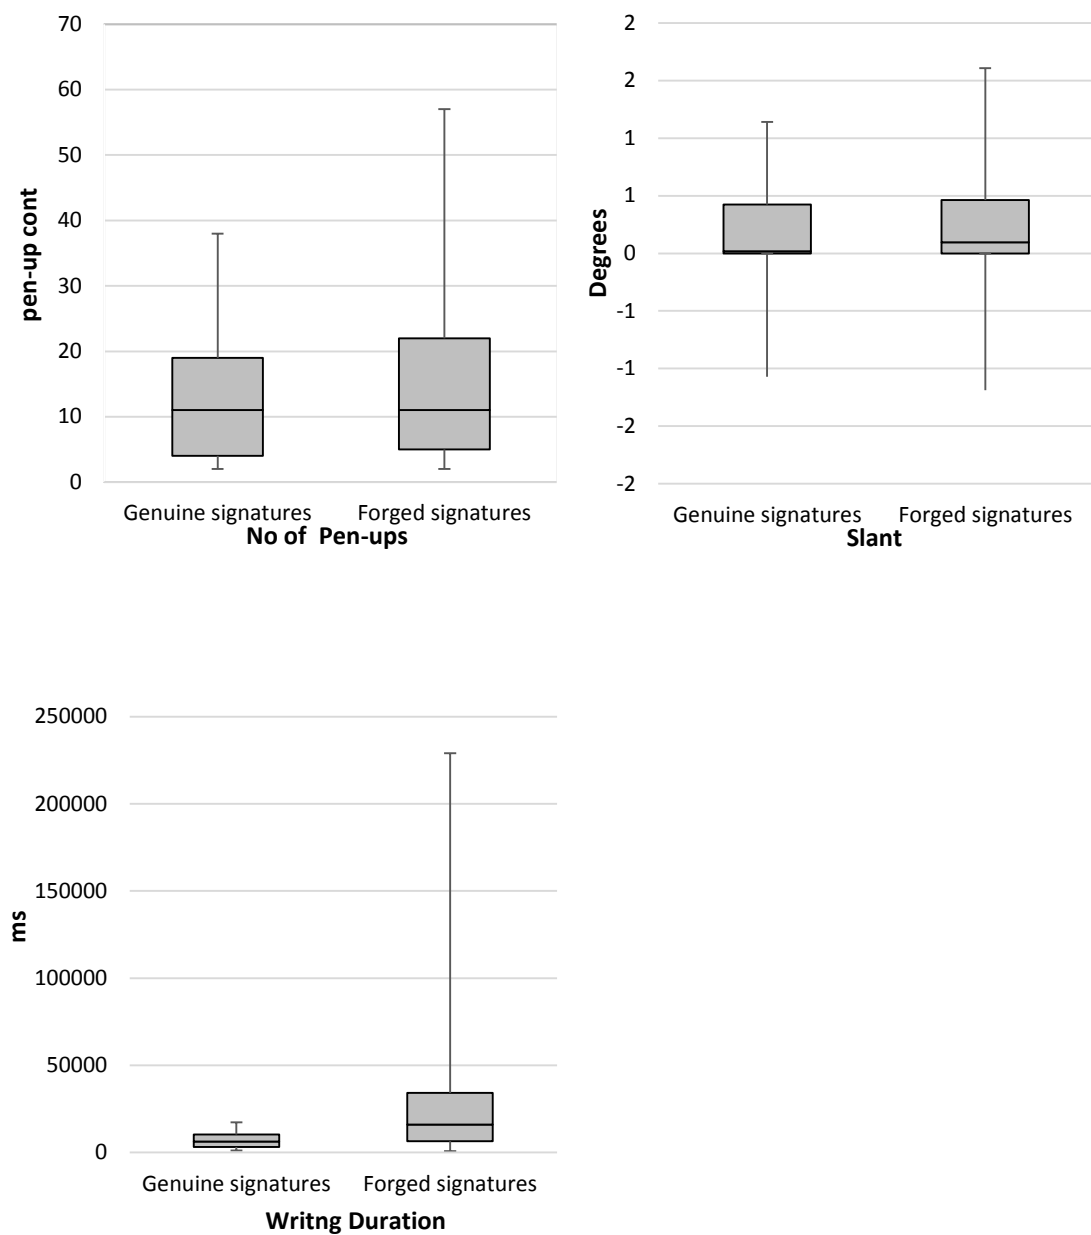 70
60
50
40
30
20
10
0
pen-up cont
Genuine signatures
Forged signatures
No of Pen-ups
2
2
1
1
0
-1
-1
-2
-2
Degrees
Genuine signatures
Forged signatures
Slant
250000
200000
150000
100000
50000
0
ms
Genuine signatures
Forged signatures
Writng Duration